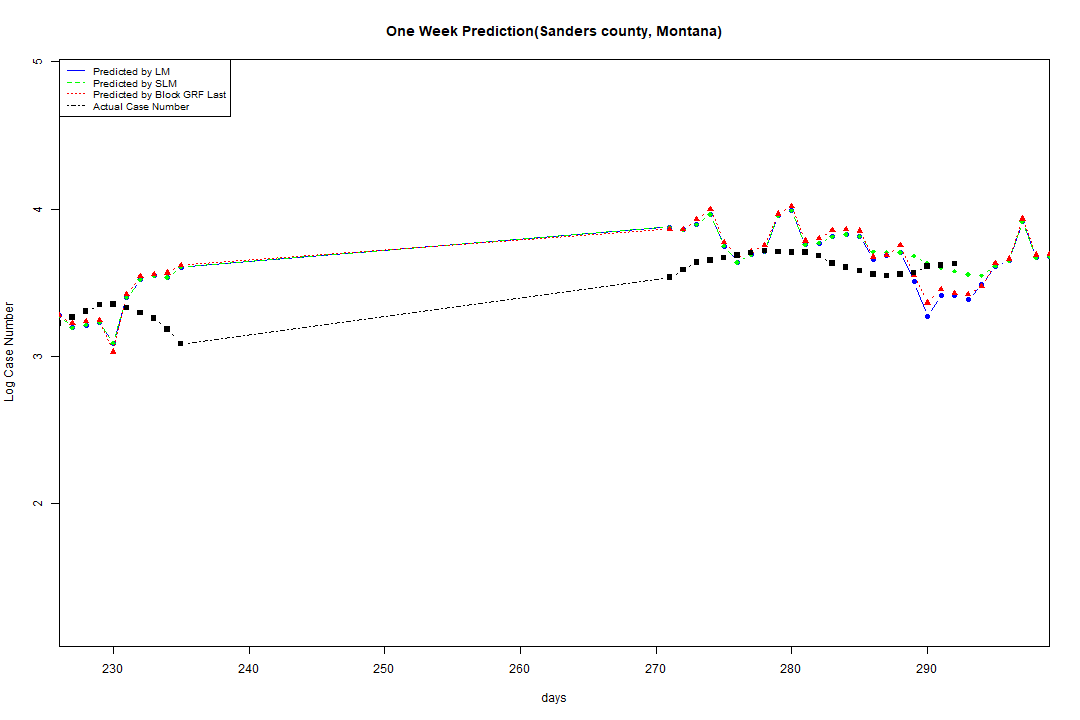 One Week Prediction(Sanders county, Montana)
Predicted by LM
Predicted by SLM
Predicted by Block GRF Last
Actual Case Number
5
4
3
2
Log Case Number
230 240 250 260 270 280 290
days